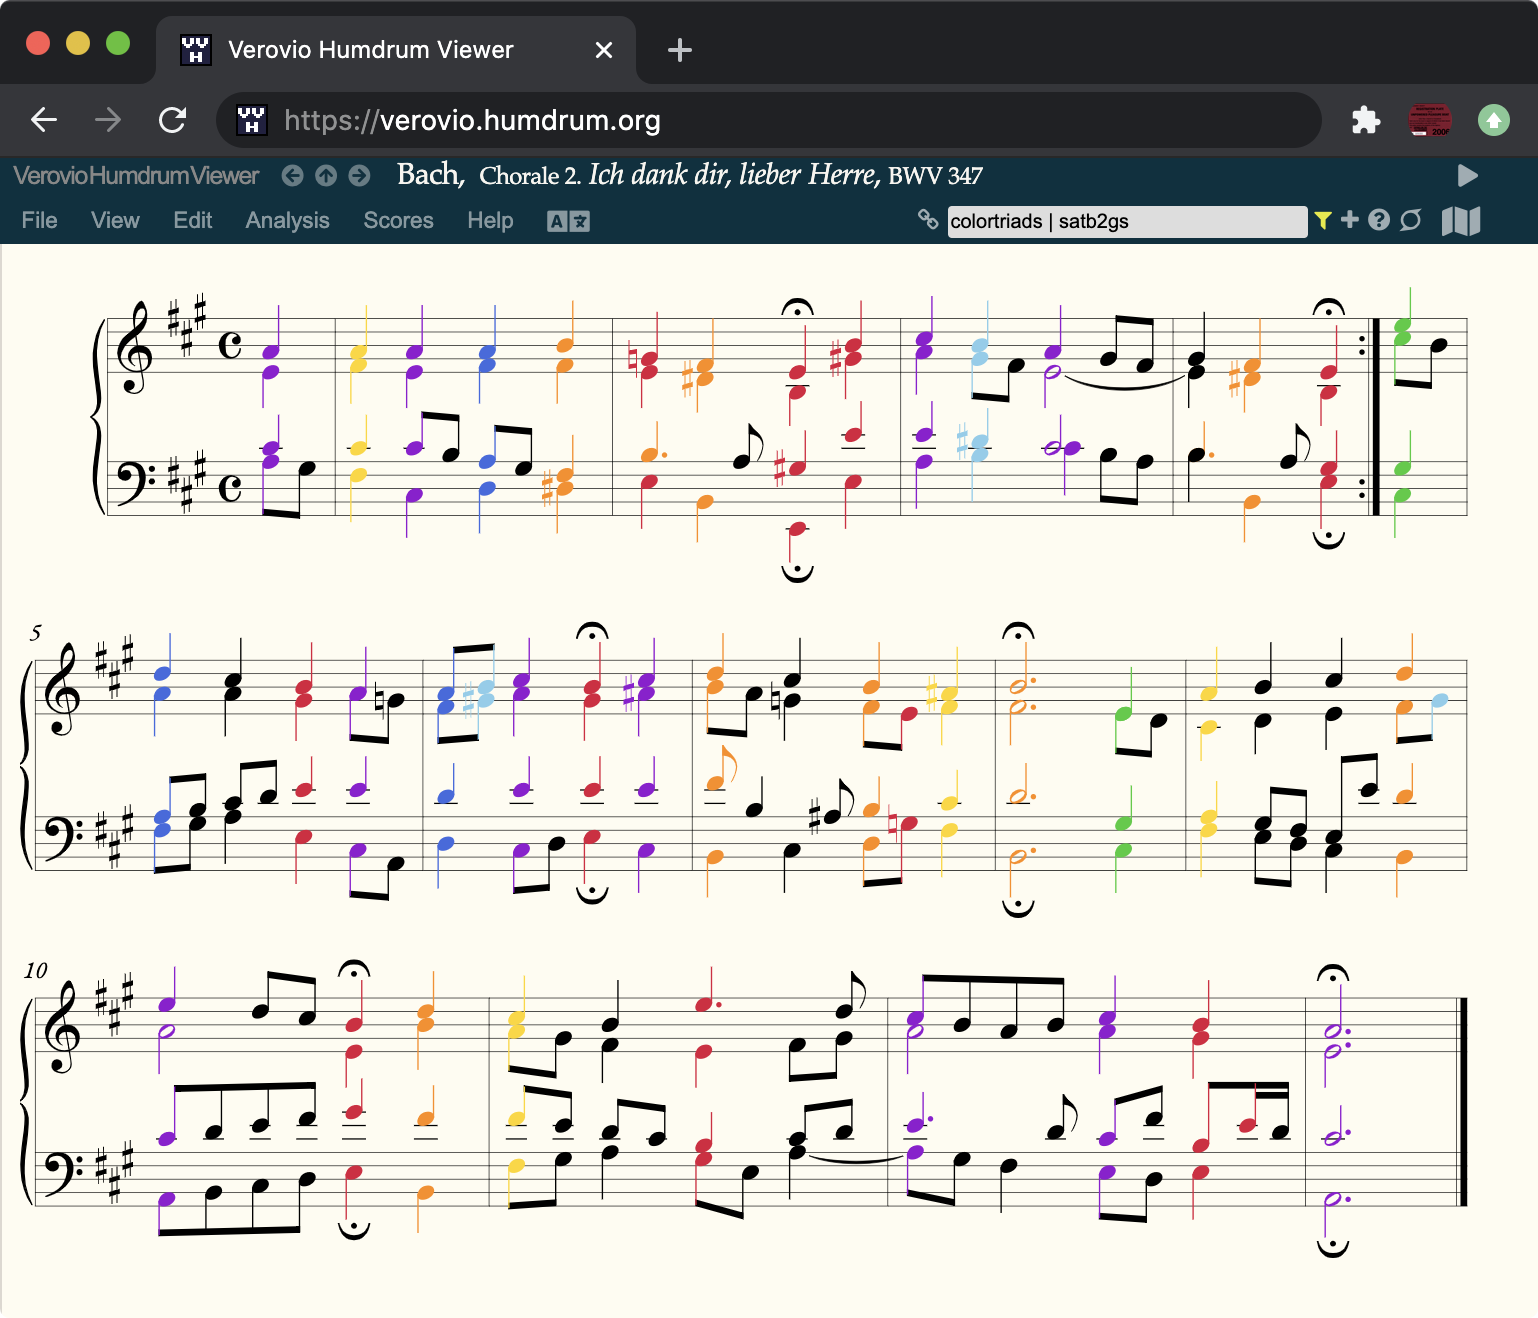 Verovio Humdrum Viewer
https://verovio.humdrum.org
VerovioHumdrumViewer Bach, Chorale 2. Ich dank dir, lieber Herre, BWV 347
File View Edit Analysis Scores Help A colortriads | satb2gs
5
10